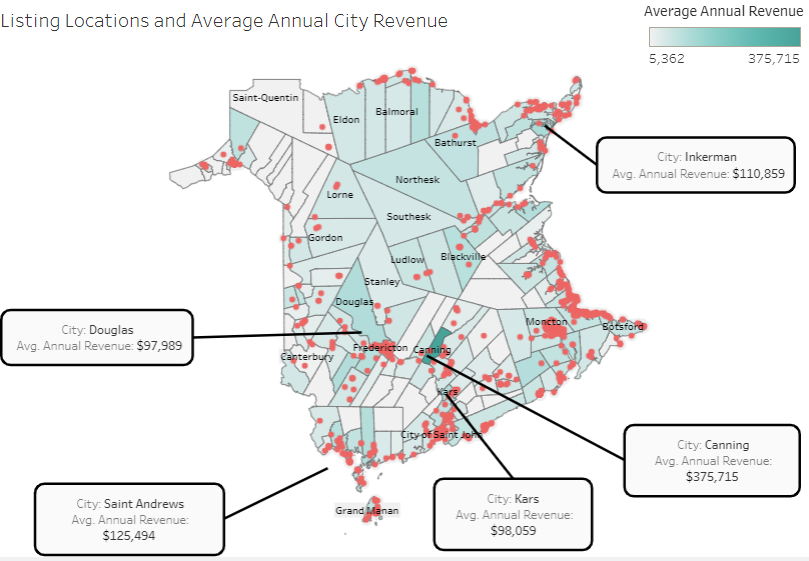 Listing Locations and Average Annual City Revenue
Average Annual Revenue
5,362 375,715
Saint-Quentin
Eldon
Balmoral
Bathurst
City: Inkerman
Avg. Annual Revenue: $110,859
Northesk
Lorne
Southesk
Gordon
Ludlow
Blackville
Stanley
Douglas
City: Douglas
Avg. Annual Revenue: $97,989
Moncton
Botsford
Fredericton
Canning
Canterbury
Kars
City of Saint John
City: Canning
Avg. Annual Revenue:
$375,715
City: Saint Andrews
Avg. Annual Revenue:
$125,494
Grand Manan
City: Kars
Avg. Annual Revenue:
$98,059